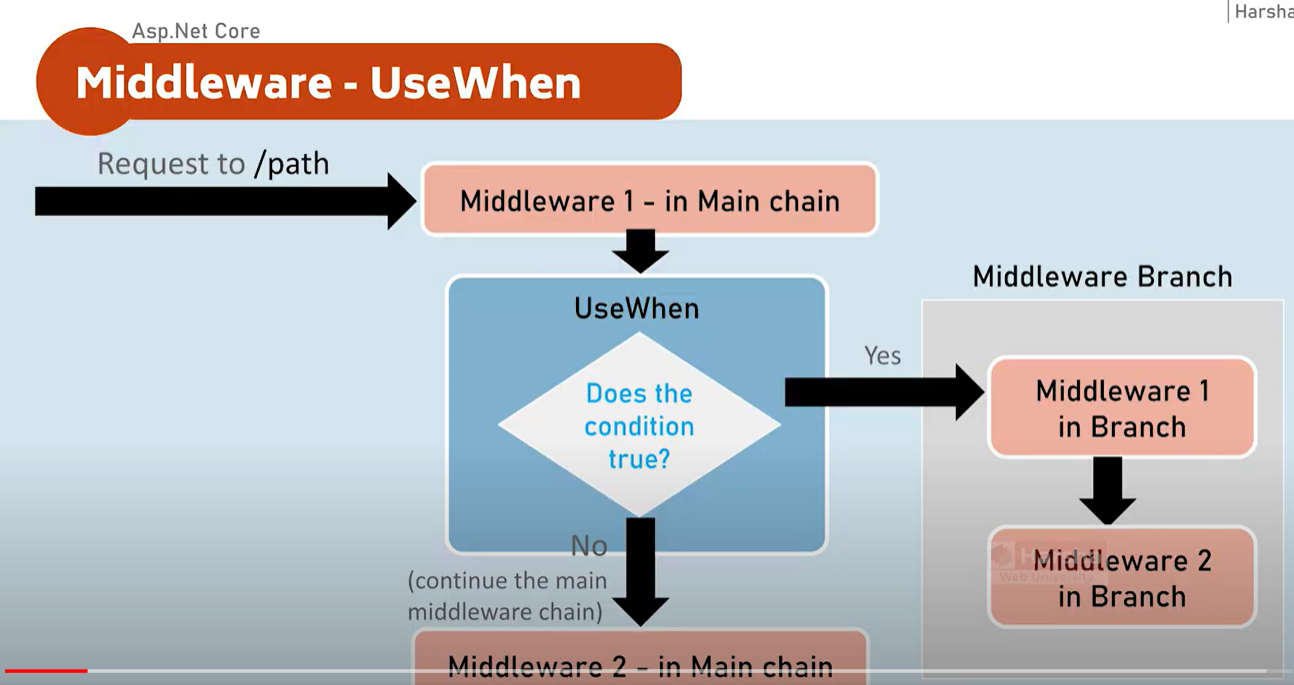 Asp.Net Core
Harsha
Middleware - UseWhen
Request to /path
Middleware 1 - in Main chain
UseWhen
Does the
condition
true?
Yes
Middleware Branch
Middleware 1
in Branch
Middleware 2
in Branch
Harsha
Web University
No
(continue the main
middleware chain)
Middleware 2 - in Main chain